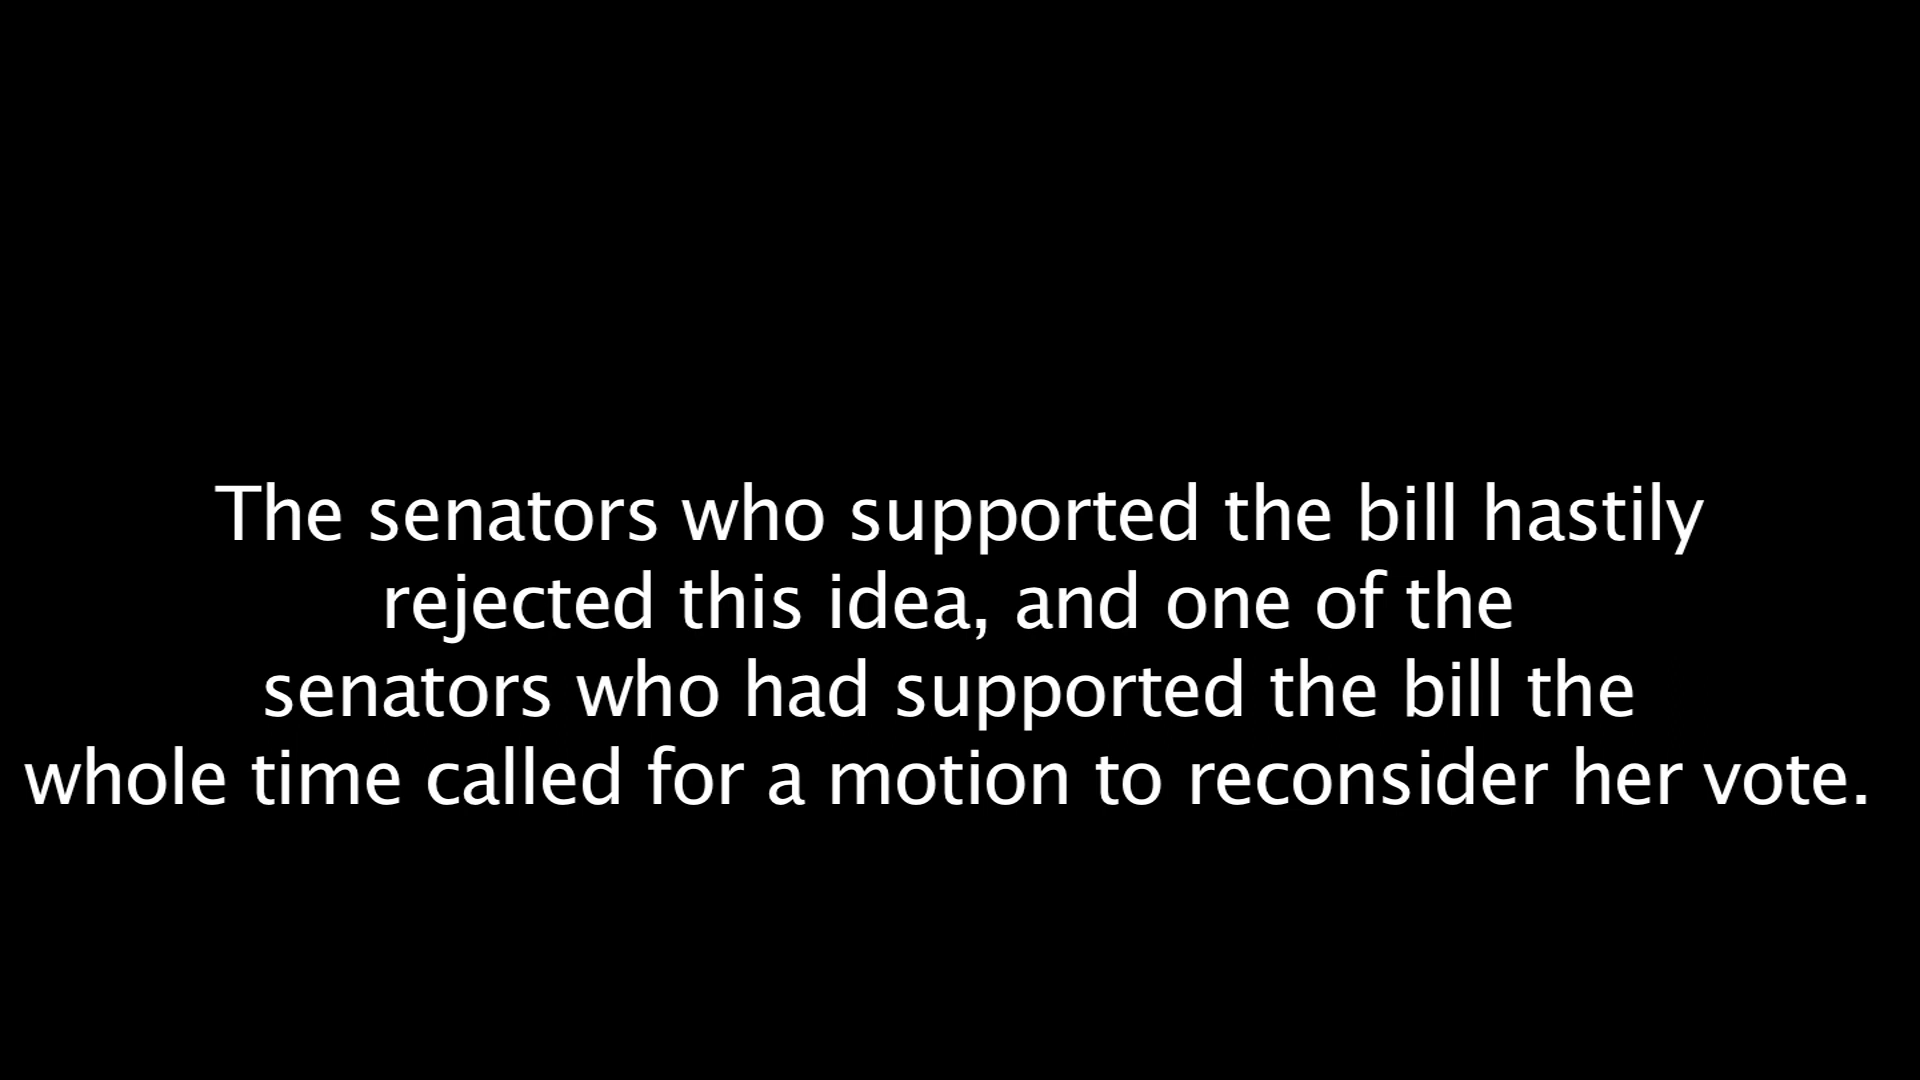 The senators who supported the bill hastily
rejected this idea, and one of the
senators who had supported the bill the
whole time called for a motion to reconsider her vote.